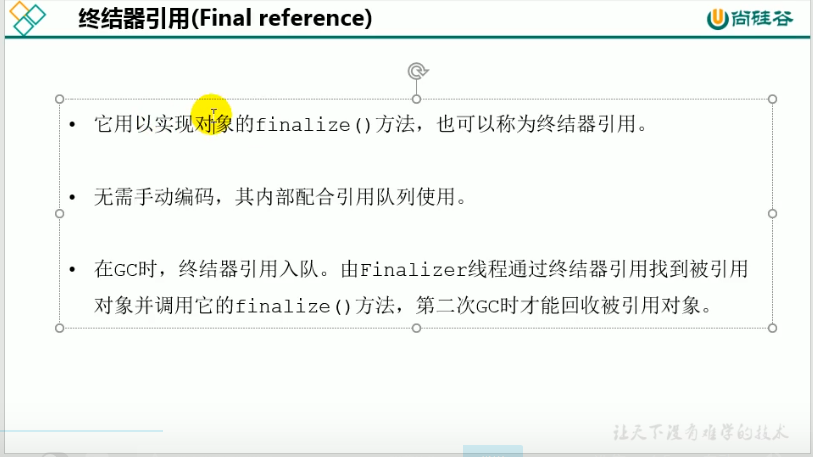 终结器引用(Final reference)
尚硅谷
• 它用以实现对象的finalize()方法，也可以称为终结器引用。
• 无需手动编码，其内部配合引用队列使用。
• 在GC时，终结器引用入队。由Finalizer线程通过终结器引用找到被引用
对象并调用它的finalize()方法，第二次GC时才能回收被引用对象。
让天下没有难学的技术